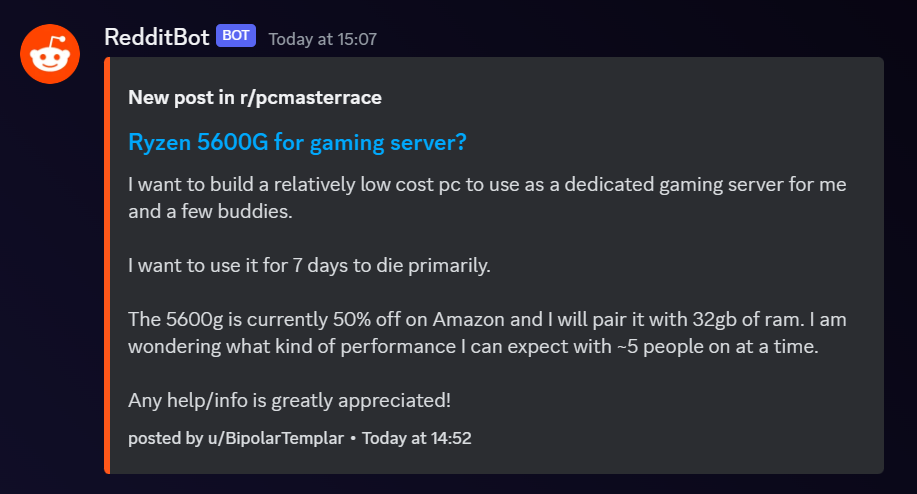 RedditBot BOT Today at 15:07
New post in r/pcmasterrace
Ryzen 5600G for gaming server?
I want to build a relatively low cost pc to use as a dedicated gaming server for me
and a few buddies.
I want to use it for 7 days to die primarily.
The 5600g is currently 50% off on Amazon and I will pair it with 32gb of ram. I am
wondering what kind of performance I can expect with ~5 people on at a time.
Any help/info is greatly appreciated!
posted by u/BipolarTemplar • Today at 14:52